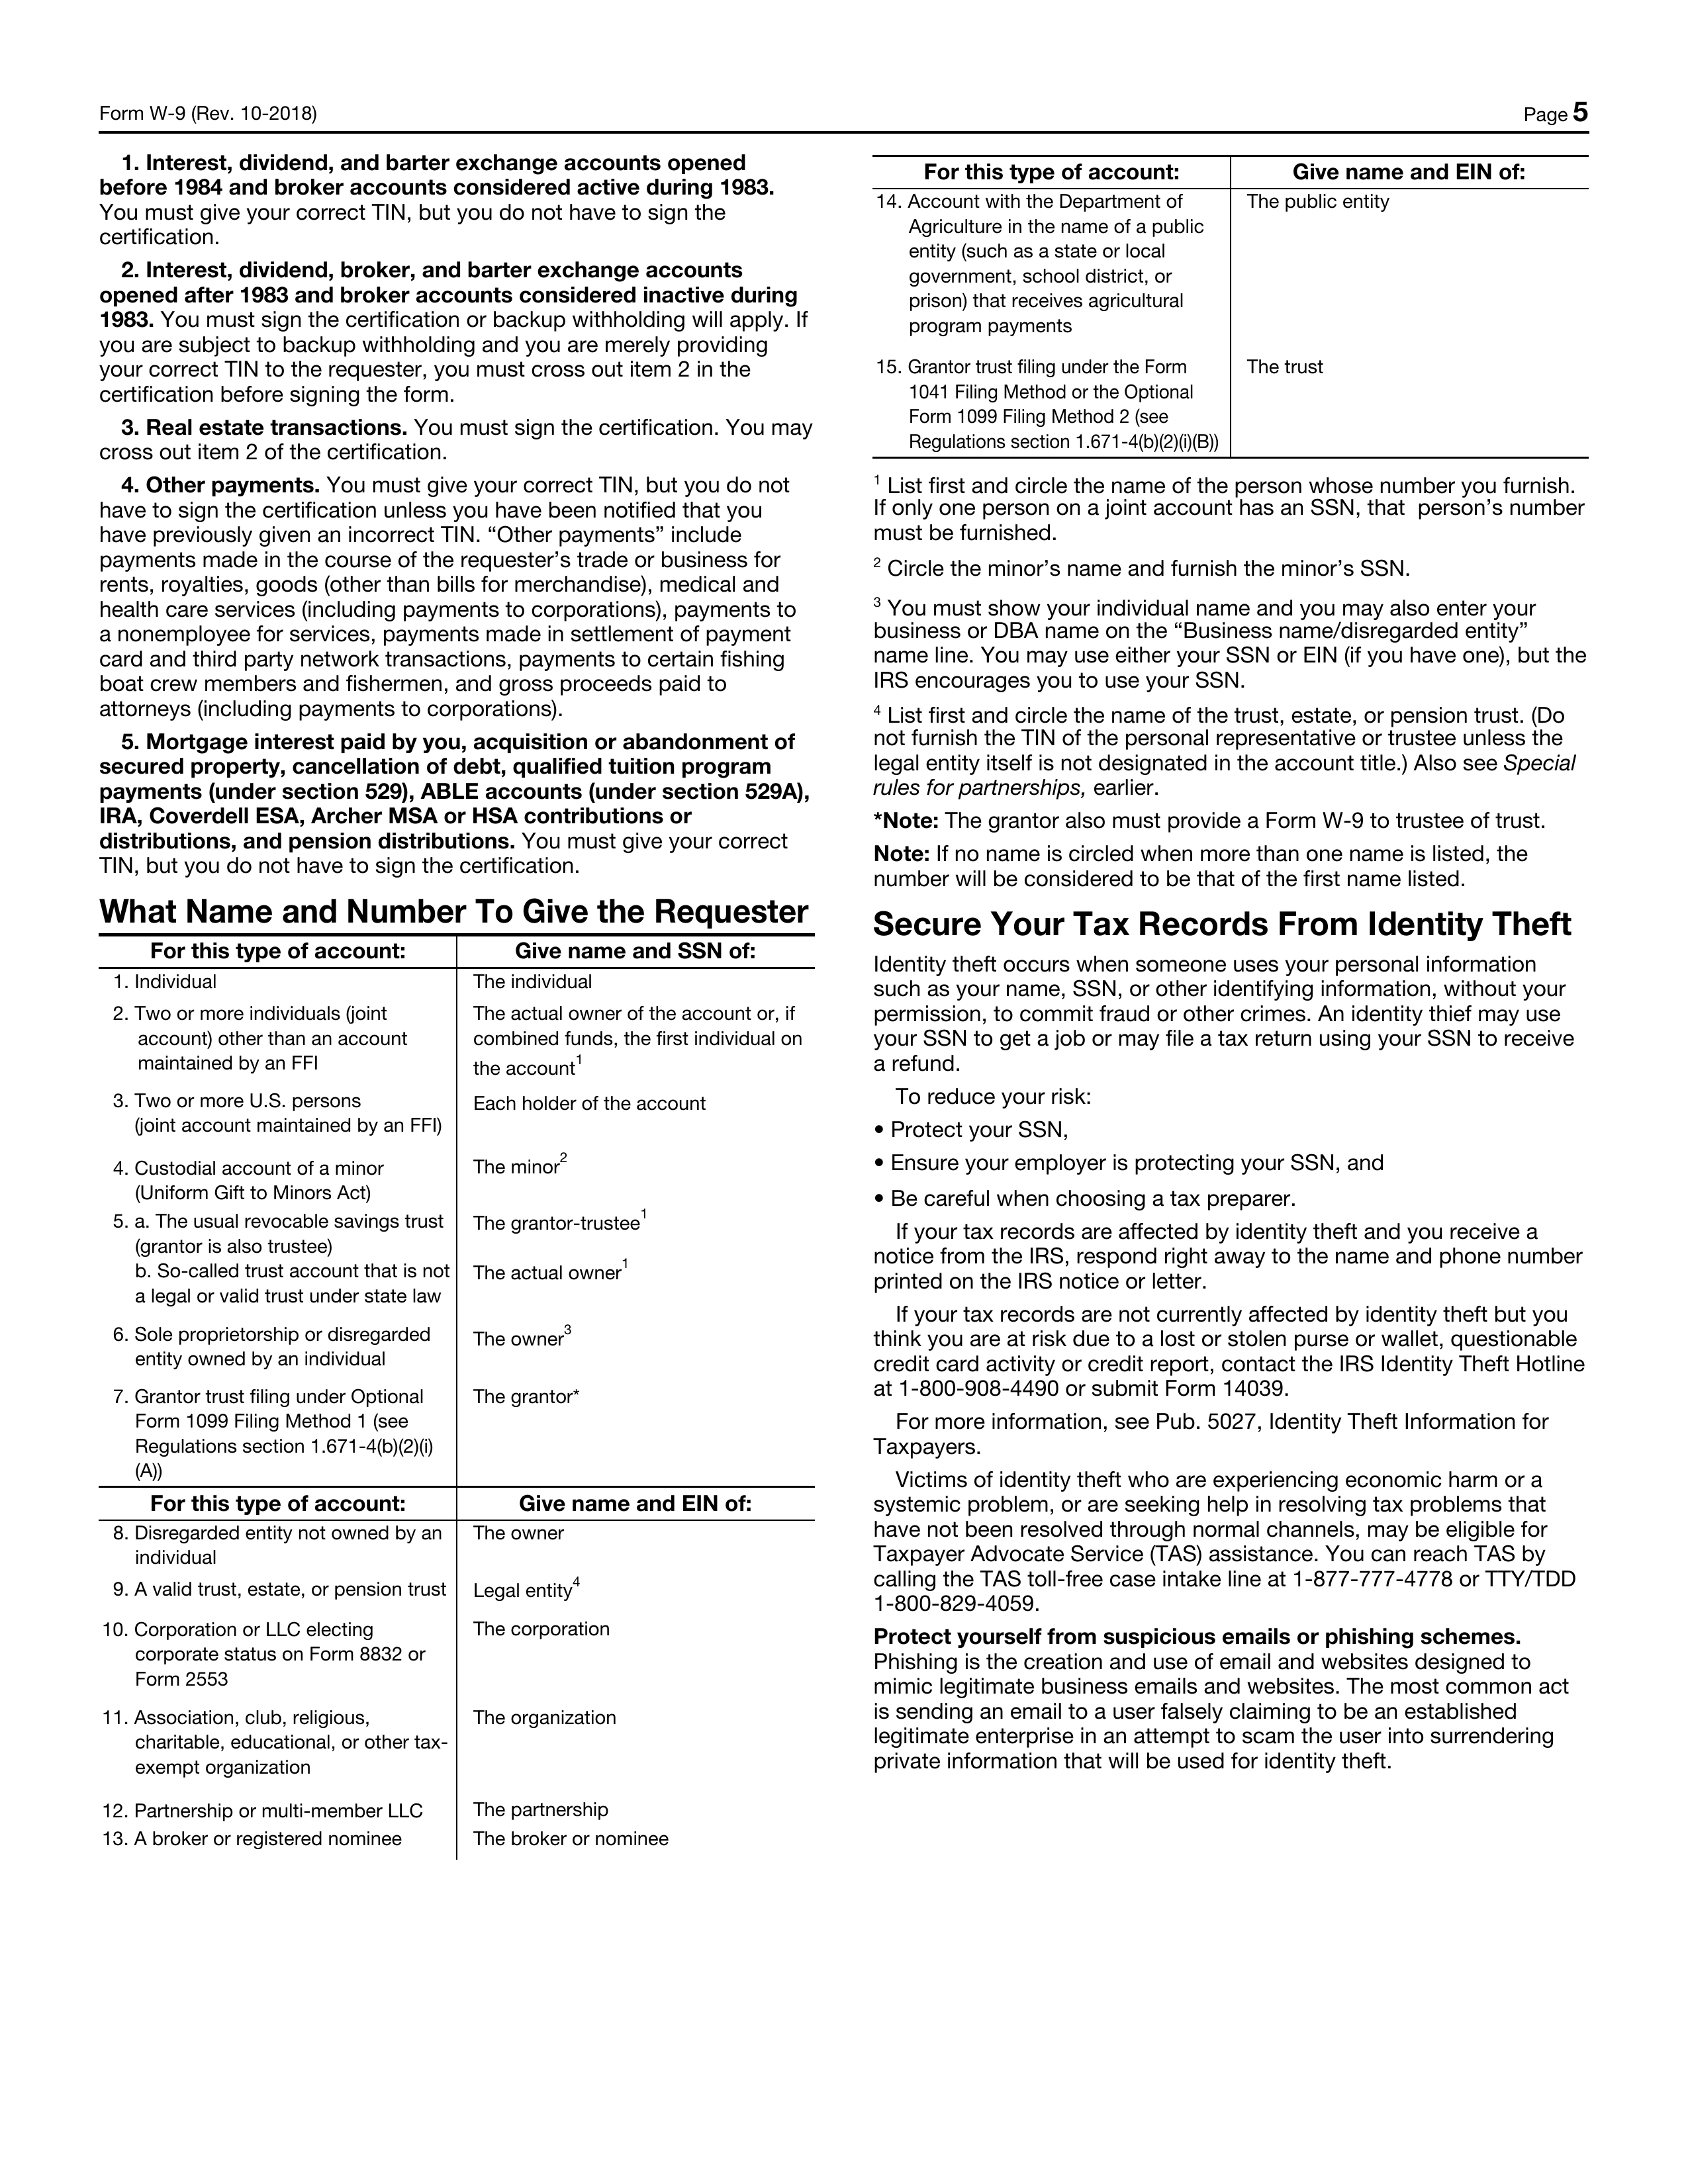 Form W-9 (Rev. 10-2018)
Page 5
1. Interest, dividend, and barter exchange accounts opened
before 1984 and broker accounts considered active during 1983.
You must give your correct TIN, but you do not have to sign the
certification.
2. Interest, dividend, broker, and barter exchange accounts
opened after 1983 and broker accounts considered inactive during
1983. You must sign the certification or backup withholding will apply. If
you are subject to backup withholding and you are merely providing
your correct TIN to the requester, you must cross out item 2 in the
certification before signing the form.
3. Real estate transactions. You must sign the certification. You may
cross out item 2 of the certification.
4. Other payments. You must give your correct TIN, but you do not
have to sign the certification unless you have been notified that you
have previously given an incorrect TIN. “Other payments” include
payments made in the course of the requester’s trade or business for
rents, royalties, goods (other than bills for merchandise), medical and
health care services (including payments to corporations), payments to
a nonemployee for services, payments made in settlement of payment
card and third party network transactions, payments to certain fishing
boat crew members and fishermen, and gross proceeds paid to
attorneys (including payments to corporations).
5. Mortgage interest paid by you, acquisition or abandonment of
secured property, cancellation of debt, qualified tuition program
payments (under section 529), ABLE accounts (under section 529A),
IRA, Coverdell ESA, Archer MSA or HSA contributions or
distributions, and pension distributions. You must give your correct
TIN, but you do not have to sign the certification.
What Name and Number To Give the Requester
For this type of account: Give name and SSN of:
1. Individual The individual
2. Two or more individuals (joint The actual owner of the account or, if
account) other than an account combined funds, the first individual on
maintained by an FFI the account1
3. Two or more U.S. persons Each holder of the account
(joint account maintained by an FFI)
4. Custodial account of a minor The minor2
(Uniform Gift to Minors Act)
5. a. The usual revocable savings trust The grantor-trustee1
(grantor is also trustee)
b. So-called trust account that is not The actual owner1
a legal or valid trust under state law
6. Sole proprietorship or disregarded The owner3
entity owned by an individual
7. Grantor trust filing under Optional The grantor*
Form 1099 Filing Method 1 (see
Regulations section 1.671-4(b)(2)(i)
(A))
For this type of account: Give name and EIN of:
8. Disregarded entity not owned by an The owner
individual
9. A valid trust, estate, or pension trust Legal entity4
10. Corporation or LLC electing The corporation
corporate status on Form 8832 or
Form 2553
11. Association, club, religious, The organization
charitable, educational, or other tax-
exempt organization
12. Partnership or multi-member LLC The partnership
13. A broker or registered nominee The broker or nominee
For this type of account: Give name and EIN of:
14. Account with the Department of The public entity
Agriculture in the name of a public
entity (such as a state or local
government, school district, or
prison) that receives agricultural
program payments
15. Grantor trust filing under the Form The trust
1041 Filing Method or the Optional
Form 1099 Filing Method 2 (see
Regulations section 1.671-4(b)(2)(i)(B))
1 List first and circle the name of the person whose number you furnish.
If only one person on a joint account has an SSN, that person’s number
must be furnished.
2 Circle the minor’s name and furnish the minor’s SSN.
3 You must show your individual name and you may also enter your
business or DBA name on the “Business name/disregarded entity”
name line. You may use either your SSN or EIN (if you have one), but the
IRS encourages you to use your SSN.
4 List first and circle the name of the trust, estate, or pension trust. (Do
not furnish the TIN of the personal representative or trustee unless the
legal entity itself is not designated in the account title.) Also see Special
rules for partnerships, earlier.
*Note: The grantor also must provide a Form W-9 to trustee of trust.
Note: If no name is circled when more than one name is listed, the
number will be considered to be that of the first name listed.
Secure Your Tax Records From Identity Theft
Identity theft occurs when someone uses your personal information
such as your name, SSN, or other identifying information, without your
permission, to commit fraud or other crimes. An identity thief may use
your SSN to get a job or may file a tax return using your SSN to receive
a refund.
To reduce your risk:
• Protect your SSN,
• Ensure your employer is protecting your SSN, and
• Be careful when choosing a tax preparer.
If your tax records are affected by identity theft and you receive a
notice from the IRS, respond right away to the name and phone number
printed on the IRS notice or letter.
If your tax records are not currently affected by identity theft but you
think you are at risk due to a lost or stolen purse or wallet, questionable
credit card activity or credit report, contact the IRS Identity Theft Hotline
at 1-800-908-4490 or submit Form 14039.
For more information, see Pub. 5027, Identity Theft Information for
Taxpayers.
Victims of identity theft who are experiencing economic harm or a
systemic problem, or are seeking help in resolving tax problems that
have not been resolved through normal channels, may be eligible for
Taxpayer Advocate Service (TAS) assistance. You can reach TAS by
calling the TAS toll-free case intake line at 1-877-777-4778 or TTY/TDD
1-800-829-4059.
Protect yourself from suspicious emails or phishing schemes.
Phishing is the creation and use of email and websites designed to
mimic legitimate business emails and websites. The most common act
is sending an email to a user falsely claiming to be an established
legitimate enterprise in an attempt to scam the user into surrendering
private information that will be used for identity theft.